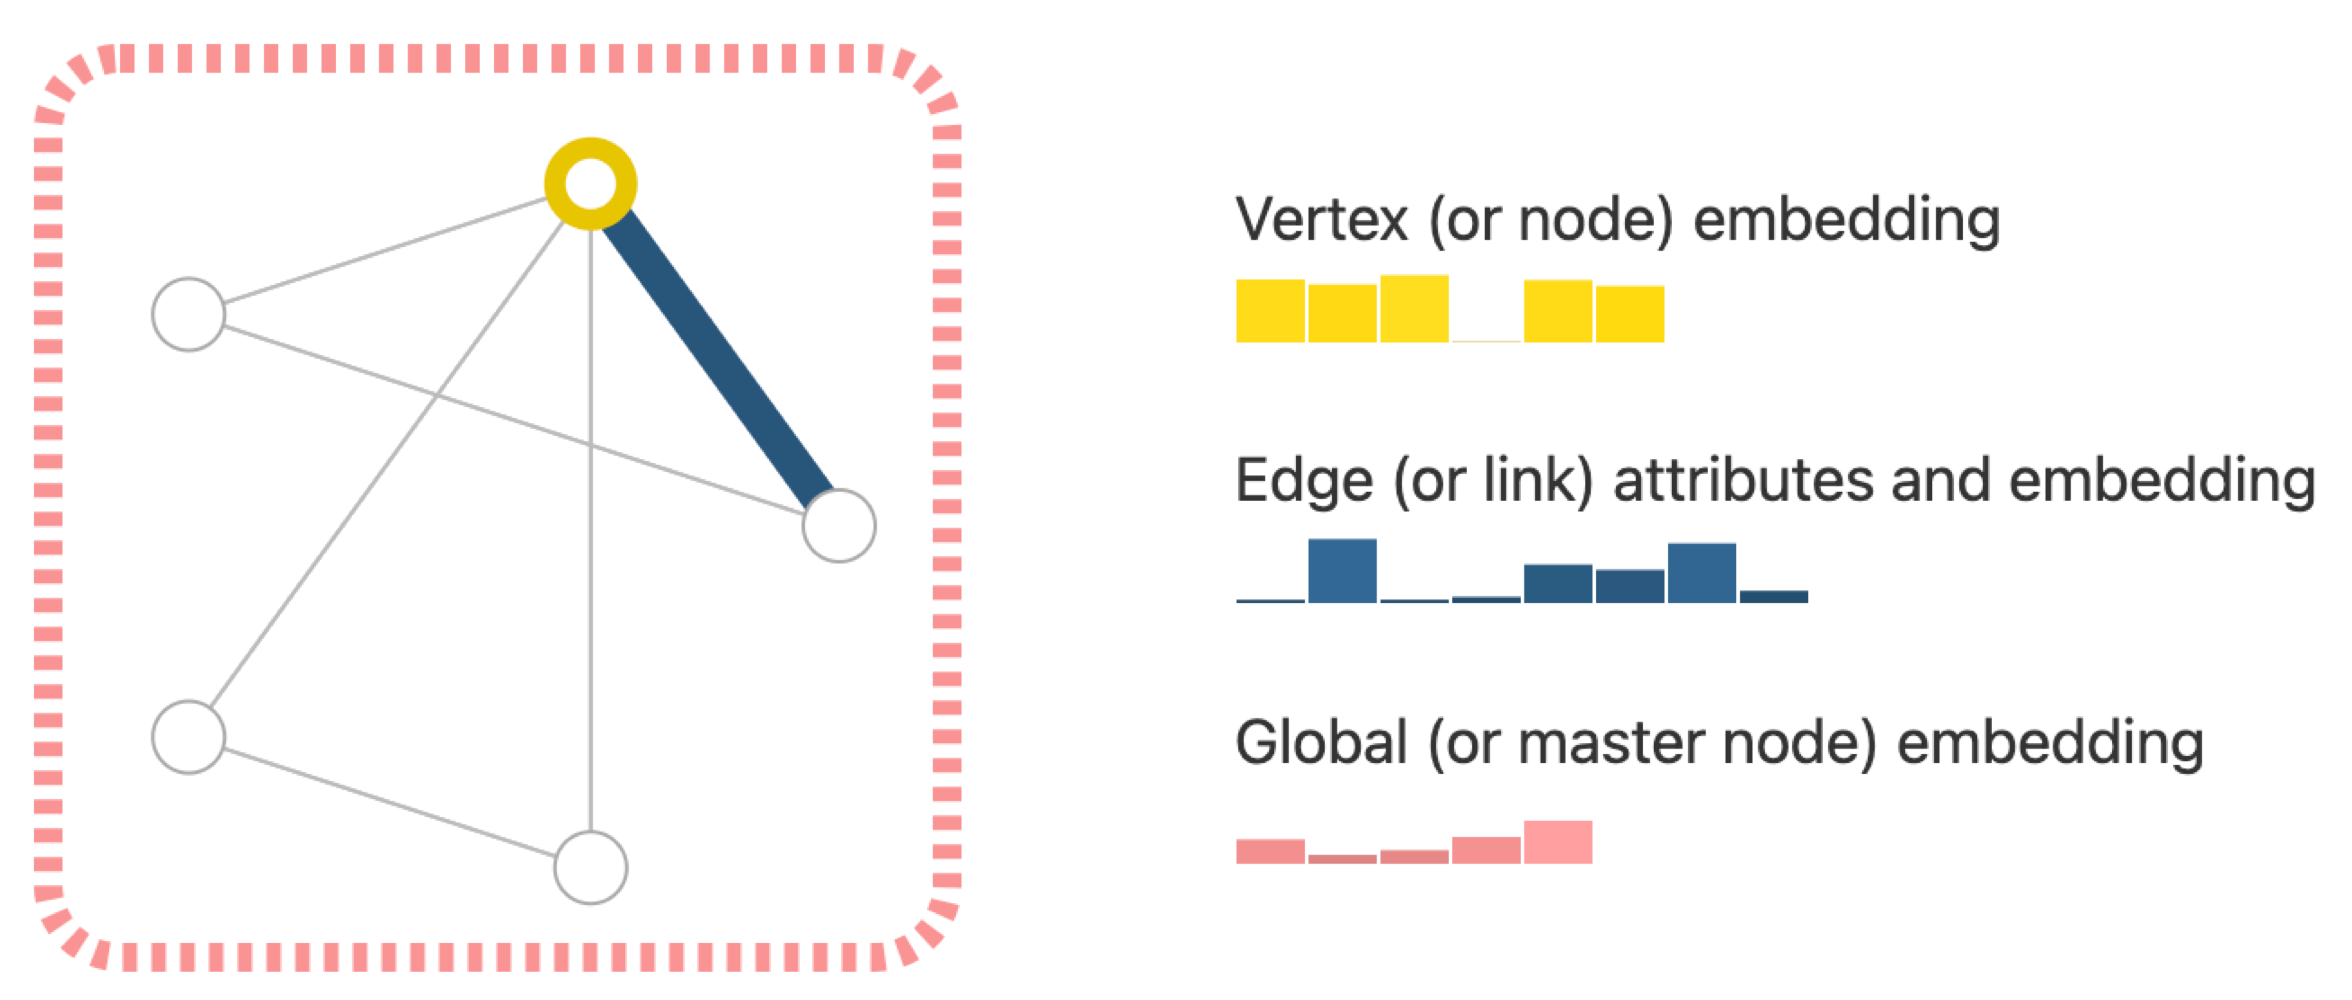 Vertex (or node) embedding
Edge (or link) attributes and embedding
Global (or master node) embedding